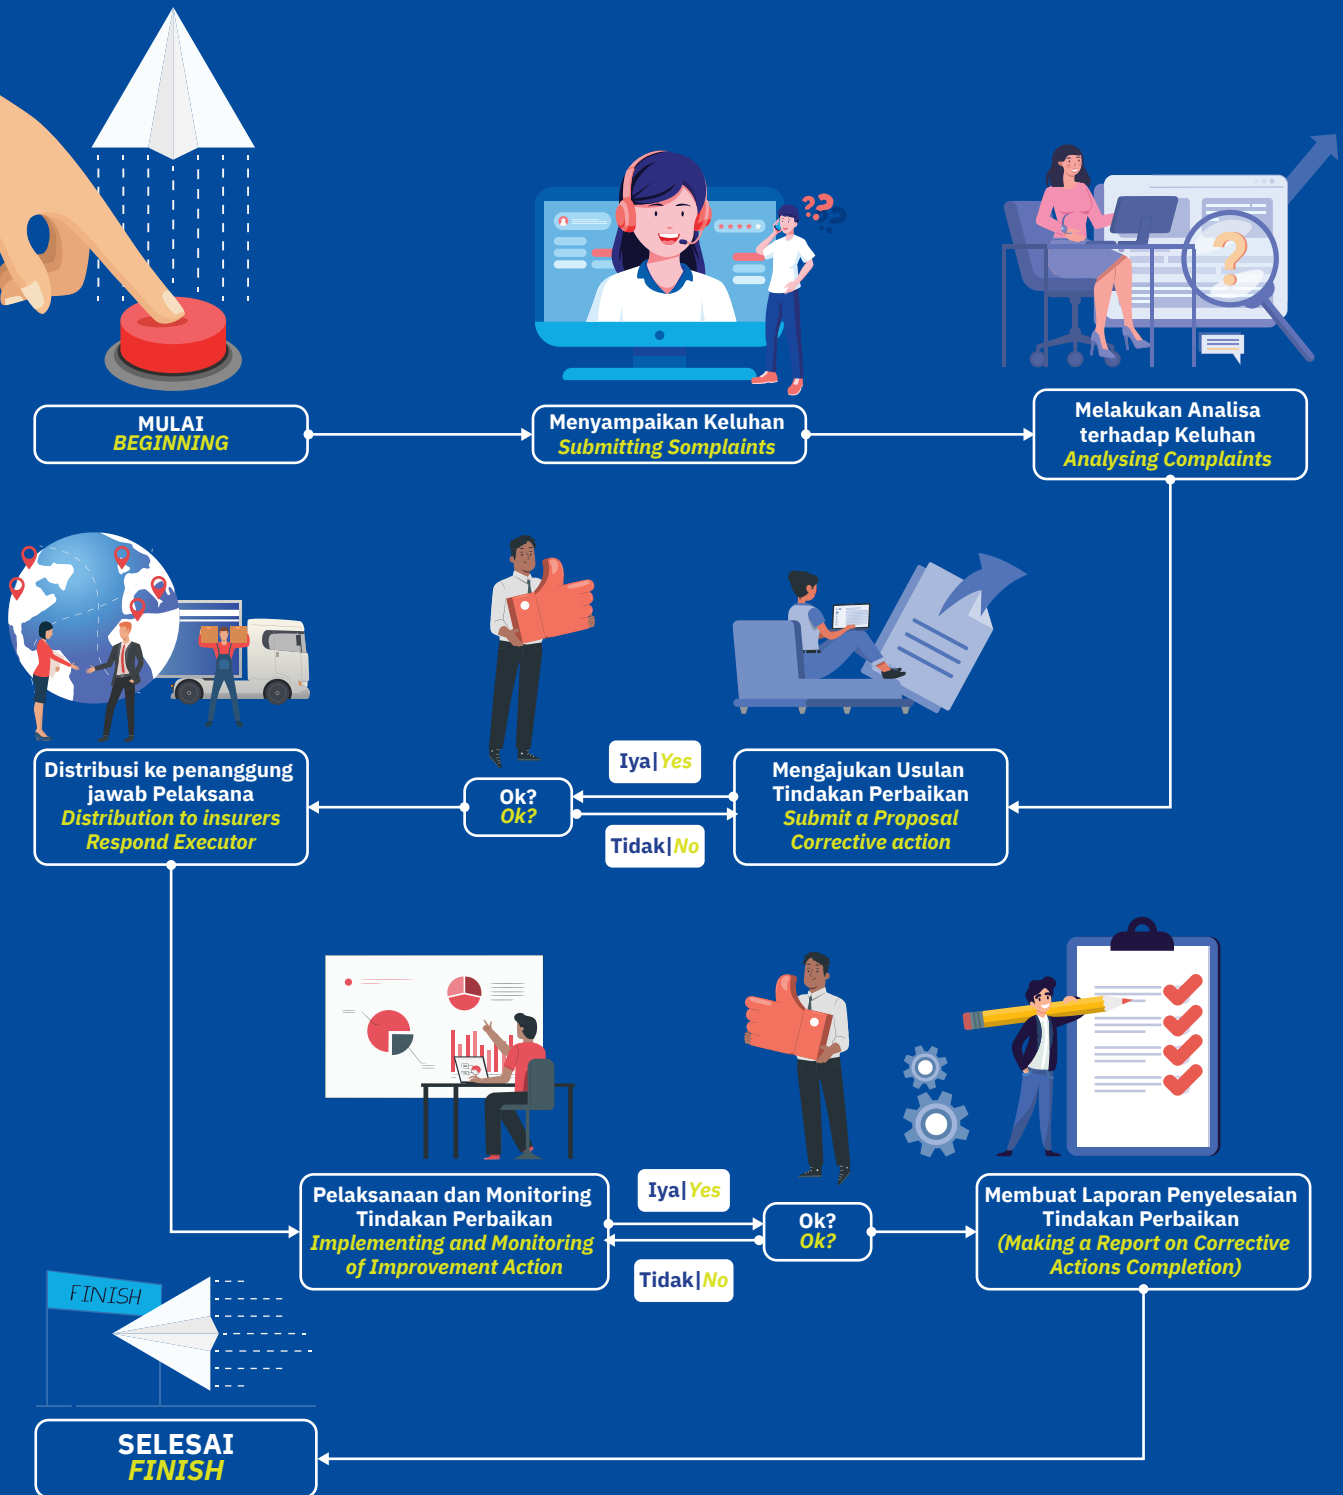 MULAI
BEGINNING
Menyampaikan Keluhan
Submitting Somplaints
Melakukan Analisa
terhadap Keluhan
Analysing Complaints
Distribusi ke penanggung
jawab Pelaksana
Distribution to insurers
Respond Executor
Ok?
Ok?
Iya|Yes
Tidak|No
Mengajukan Usulan
Tindakan Perbaikan
Submit a Proposal
Corrective action
Pelaksanaan dan Monitoring
Tindakan Perbaikan
Implementing and Monitoring
of Improvement Action
Iya|Yes
Tidak|No
Ok?
Ok?
Membuat Laporan Penyelesaian
Tindakan Perbaikan
(Making a Report on Corrective
Actions Completion)
FINISH
SELESAI
FINISH